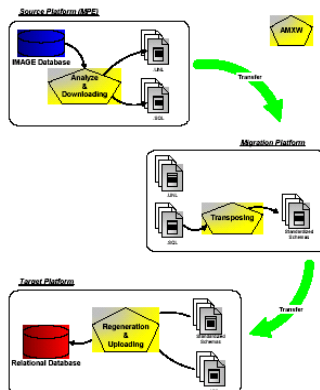 Source Platform (MPE)
IMAGE Database
Analyze
&
Downloading
.UNL
.SQL
AMXW
Transfer
Migration Platform
.UNL
.SQL
Transposing
Standardized
Schemas
Target Platform
Transfer
Regeneration
&
Uploading
Standardized
Schemas
Relational Database